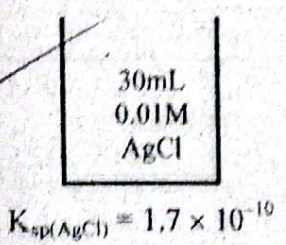 30mL
0.01M
AgCl
Ksp(AgCl) = 1.7 × 10⁻¹⁰